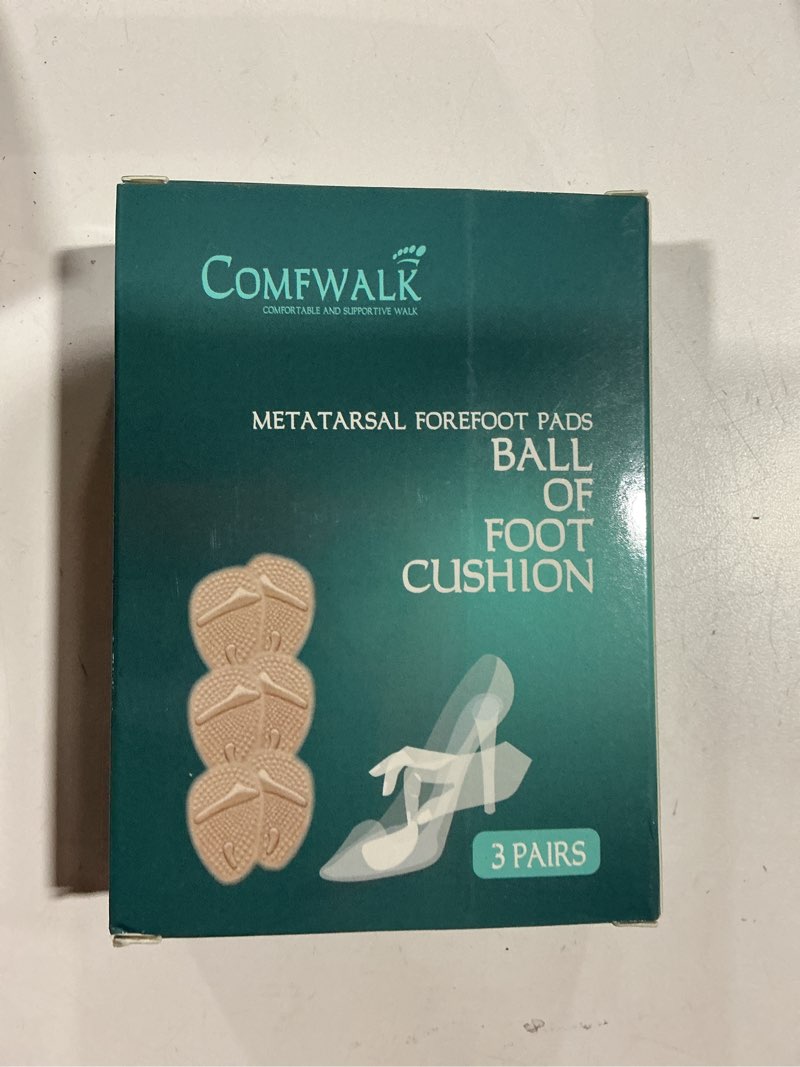 COMFWALK
COMFORTABLE AND SUPPORTIVE WALK
METATARSAL FOREFOOT PADS
BALL
OF
FOOT
CUSHION
3 PAIRS